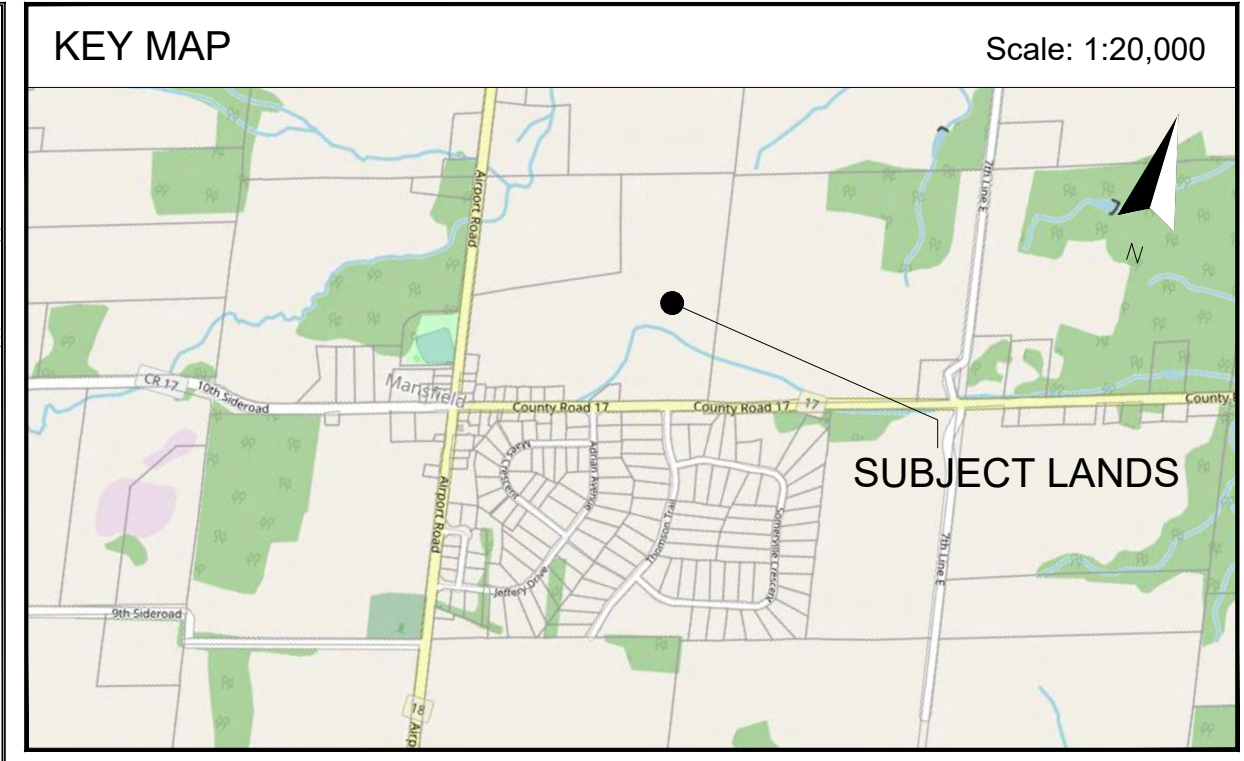 KEY MAP
Scale: 1:20,000
Airport Road
7th Line E
N
CR 17
10th Sideroad
Mansfield
County Road 17
County Road 17
17
County
SUBJECT LANDS
Maes Crescent
Adrian Avenue
Thomson Trail
Somerville Crescent
Airport Road
7th Line E
Jeffery Drive
9th Sideroad
18
Airp